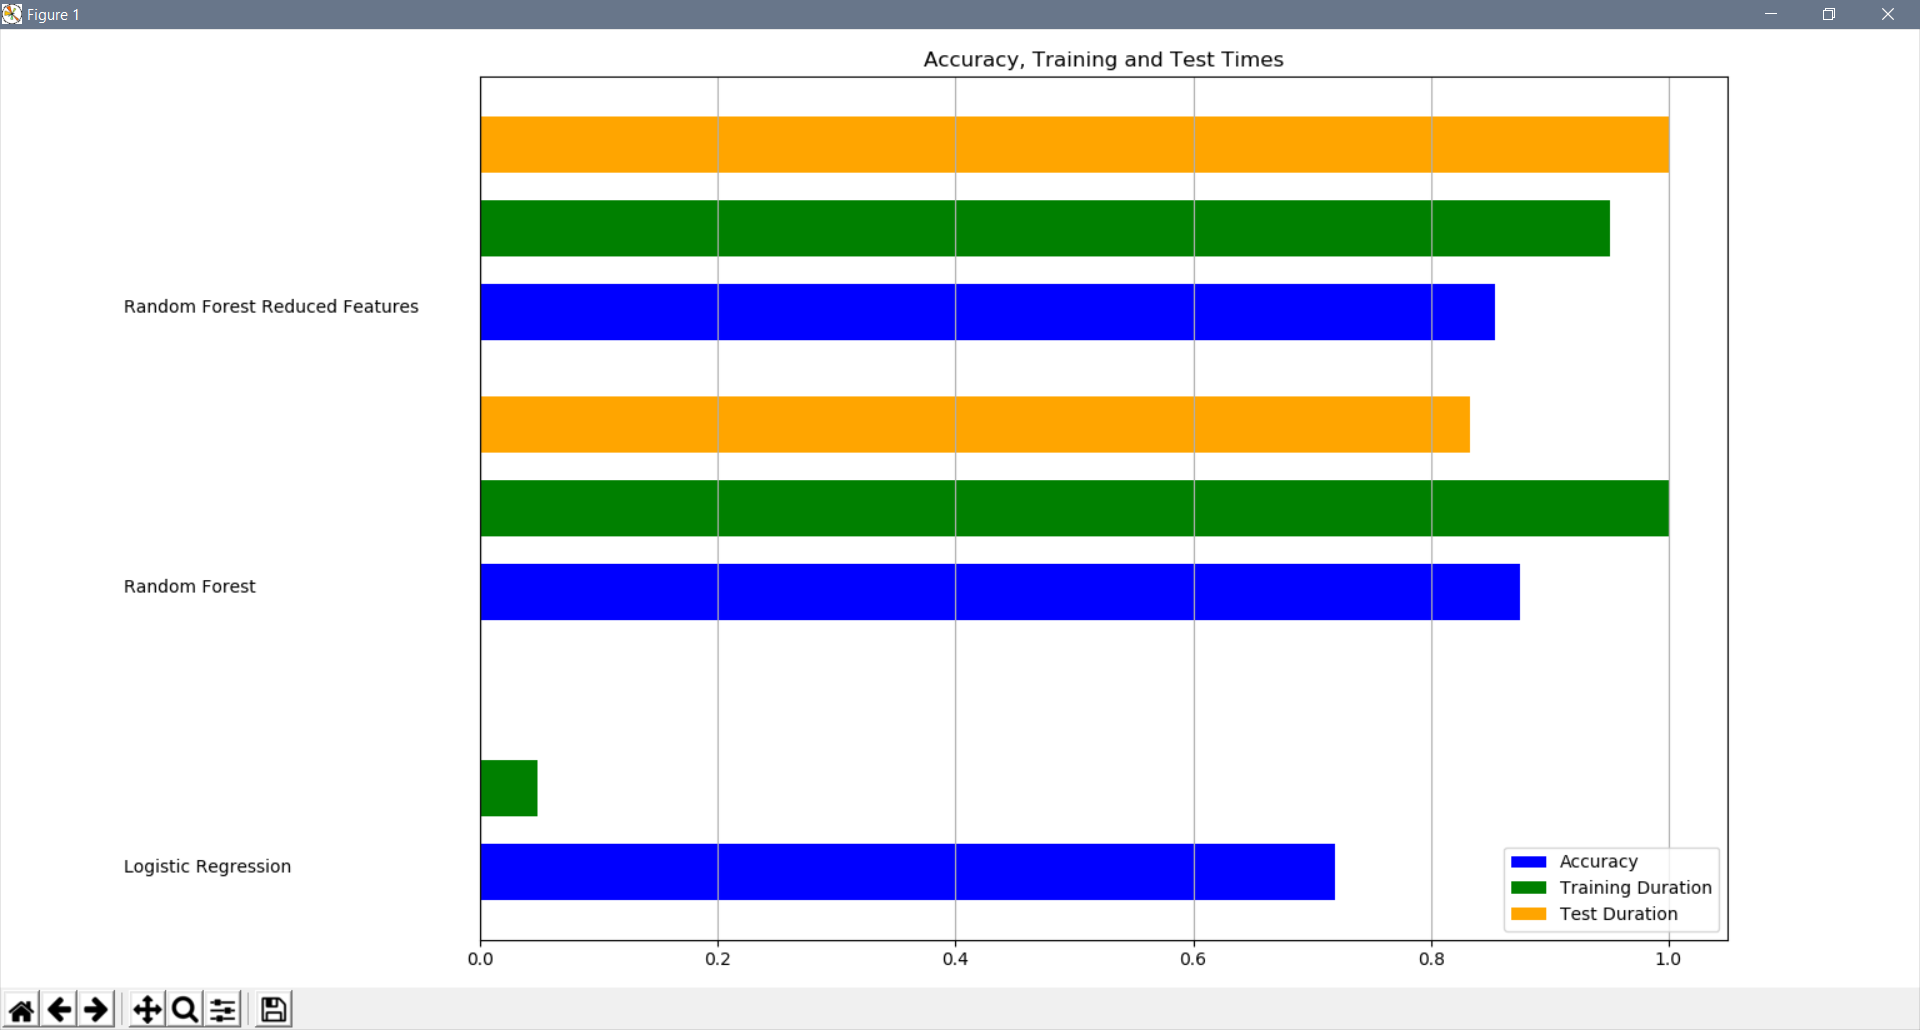 Figure 1
Accuracy, Training and Test Times
Random Forest Reduced Features
Random Forest
Logistic Regression
Accuracy
Training Duration
Test Duration
0.0 0.2 0.4 0.6 0.8 1.0